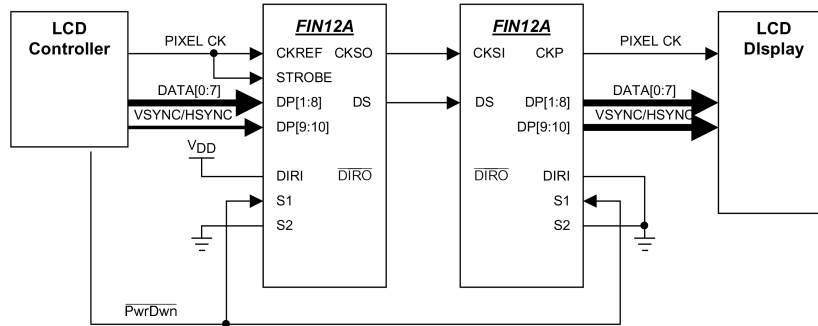 LCD
Controller
FIN12A
FIN12A
LCD
DIsplay
PIXEL CK
CKREF CKSO
CKSI CKP
PIXEL CK
STROBE
DATA[0:7]
DP[1:8] DS
DS DP[1:8]
DATA[0:7]
VSYNC/HSYNC
DP[9:10]
DP[9:10]
VSYNC/HSYNC
VDD
DIRI DIRO
DIRO DIRI
S1
S1
S2
S2
PwrDwn